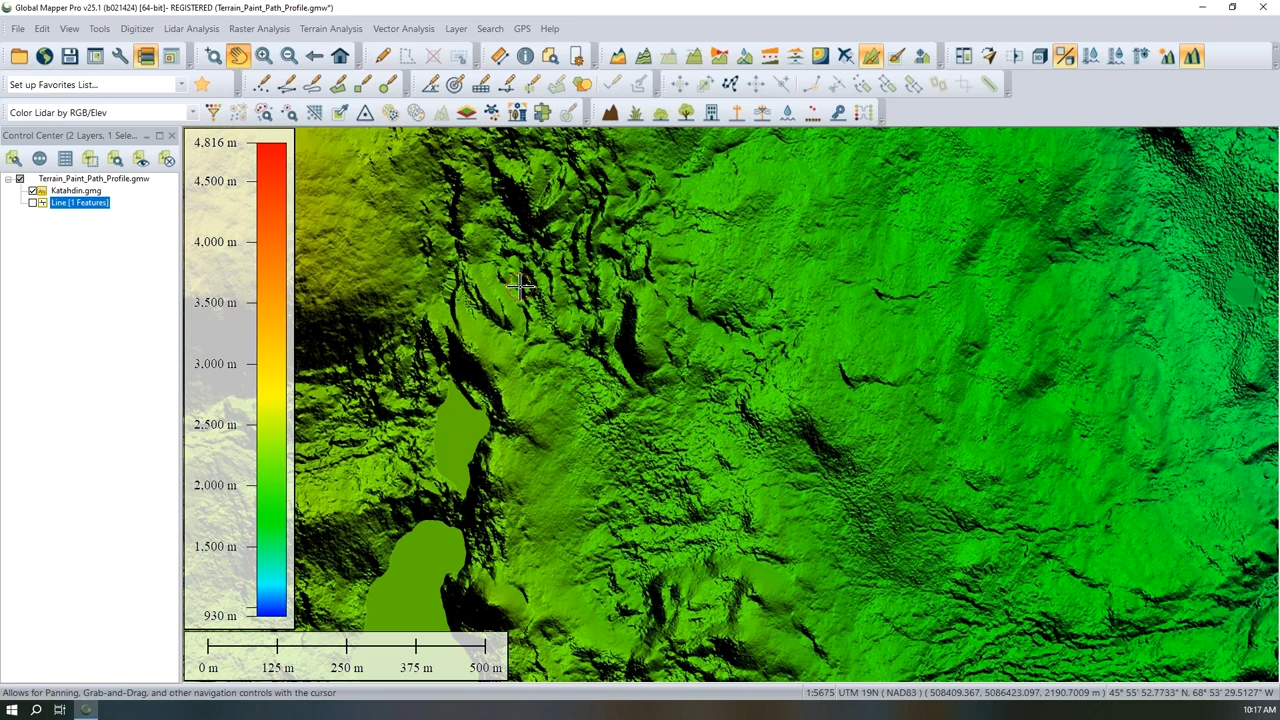 Global Mapper Pro v25.1 (b021424) [64-bit]- REGISTERED (Terrain_Paint_Path_Profile.gmw*)
File Edit View Tools Digitizer Lidar Analysis Raster Analysis Terrain Analysis Vector Analysis Layer Search GPS Help
Set up Favorites List...
Color Lidar by RGB/Elev
Control Center (2 Layers, 1 Sele...
Terrain_Paint_Path_Profile.gmw
Katahdin.gmg
Line [1 Features]
4,816 m
4,500 m
4,000 m
3,500 m
3,000 m
2,500 m
2,000 m
1,500 m
930 m
0 m 125 m 250 m 375 m 500 m
Allows for Panning, Grab-and-Drag, and other navigation controls with the cursor
1:5675 UTM 19N ( NAD83 ) ( 508409.367, 5086423.097, 2190.7009 m ) 45° 55' 52.7733" N, 68° 53' 29.5127" W
10:17 AM